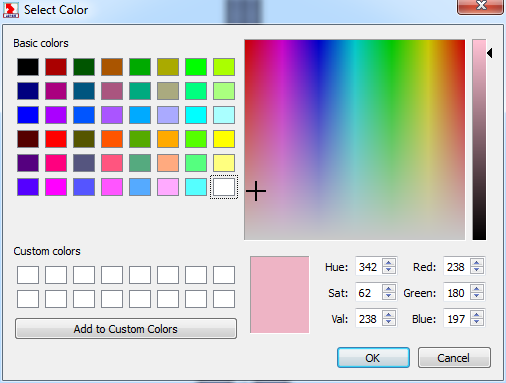 Select Color
Basic colors
Custom colors
Add to Custom Colors
Hue: 342 Red: 238
Sat: 62 Green: 180
Val: 238 Blue: 197
OK Cancel